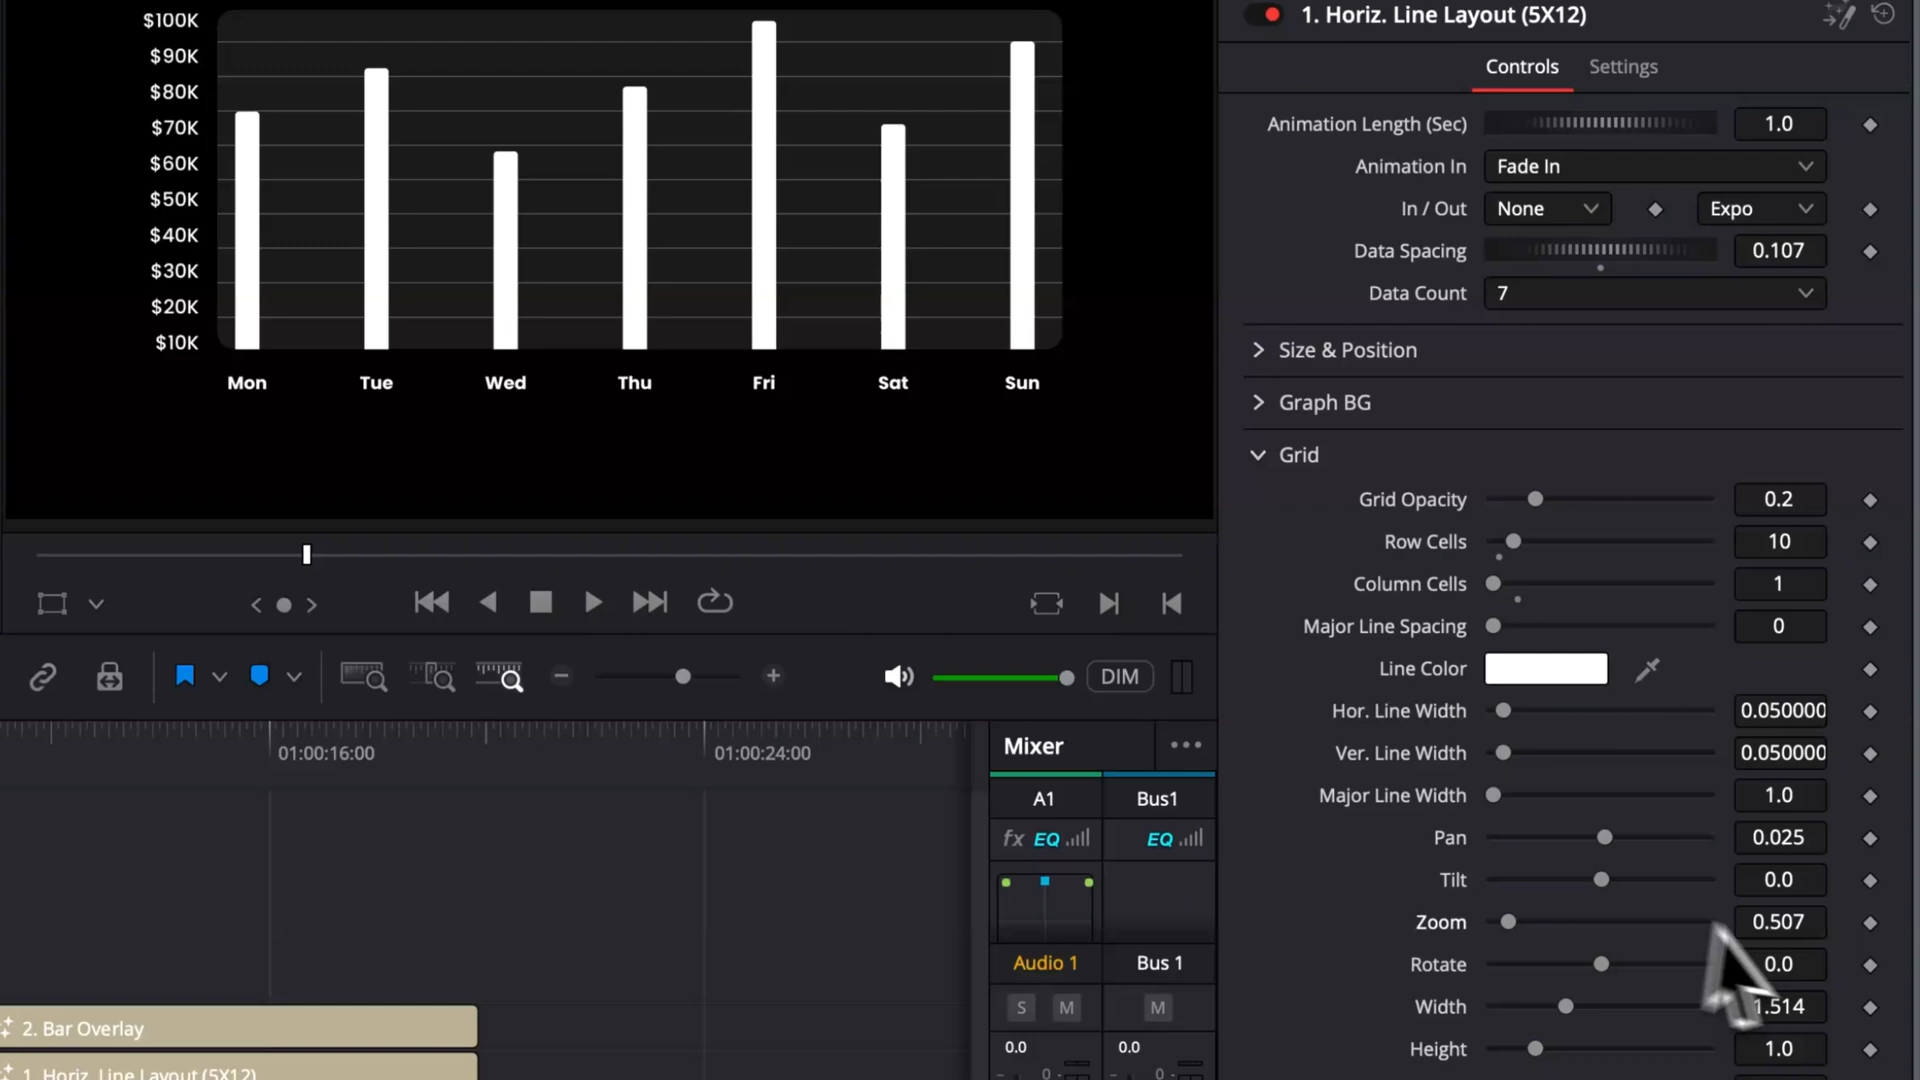 $100K
$90K
$80K
$70K
$60K
$50K
$40K
$30K
$20K
$10K
Mon Tue Wed Thu Fri Sat Sun
1. Horiz. Line Layout (5X12)
Controls Settings
Animation Length (Sec) 1.0
Animation In Fade In
In / Out None Expo
Data Spacing 0.107
Data Count 7
Size & Position
Graph BG
Grid
Grid Opacity 0.2
Row Cells 10
Column Cells 1
Major Line Spacing 0
Line Color
Hor. Line Width 0.050000
Ver. Line Width 0.050000
Major Line Width 1.0
Pan 0.025
Tilt 0.0
Zoom 0.507
Rotate 0.0
Width 1.514
Height 1.0
DIM
01:00:16:00 01:00:24:00
Mixer
A1 Bus1
fx EQ EQ
Audio 1 Bus 1
S M M
0.0 0.0
0 0
2. Bar Overlay
1. Horiz. Line Layout (5X12)